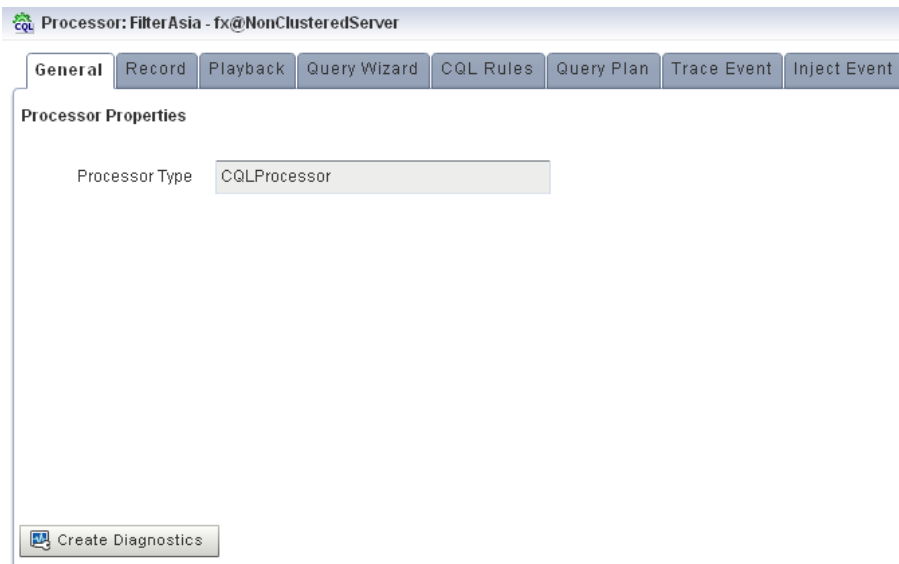 CQL Processor: FilterAsia - fx@NonClusteredServer
General Record Playback Query Wizard CQL Rules Query Plan Trace Event Inject Event
Processor Properties
Processor Type CQLProcessor
Create Diagnostics